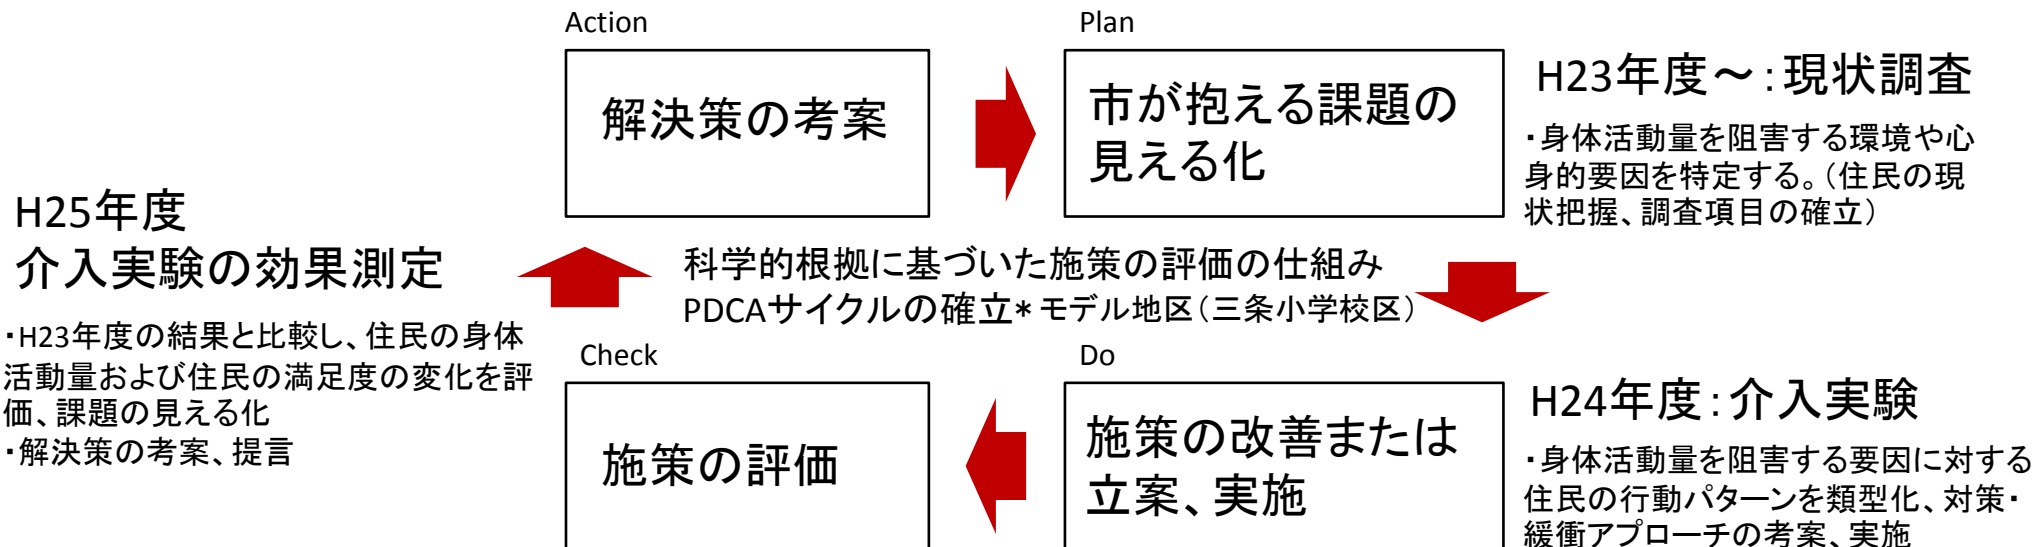 Action
解決策の考案
Plan
市が抱える課題の
見える化
H23年度～：現状調査
・身体活動量を阻害する環境や心
身的要因を特定する。（住民の現
状把握、調査項目の確立）
H25年度
介入実験の効果測定
・H23年度の結果と比較し、住民の身体
活動量および住民の満足度の変化を評
価、課題の見える化
・解決策の考案、提言
科学的根拠に基づいた施策の評価の仕組み
PDCAサイクルの確立＊モデル地区（三条小学校区）
Check
施策の評価
Do
施策の改善または
立案、実施
H24年度：介入実験
・身体活動量を阻害する要因に対する
住民の行動パターンを類型化、対策・
緩衝アプローチの考案、実施